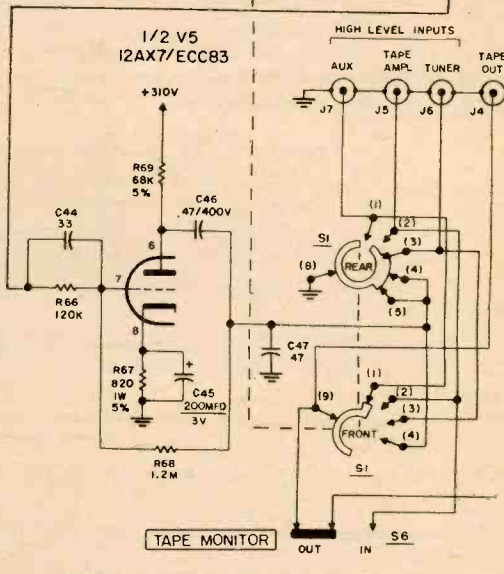 1/2 V5
12AX7/ECC83
+310V
R69
68K
5%
C46
.47/400V
C44
33
6
7
8
R66
120K
R67
820
1W
5%
+
C45
200MFD
3V
R68
1.2M
HIGH LEVEL INPUTS
AUX
TAPE
AMPL
TUNER
TAPE
OUT
J7
J5
J6
J4
S1
(1)
(2)
(3)
(4)
(5)
(8)
REAR
C47
47
(9)
(1)
(2)
(3)
(4)
FRONT
S1
TAPE MONITOR
OUT
IN
S6